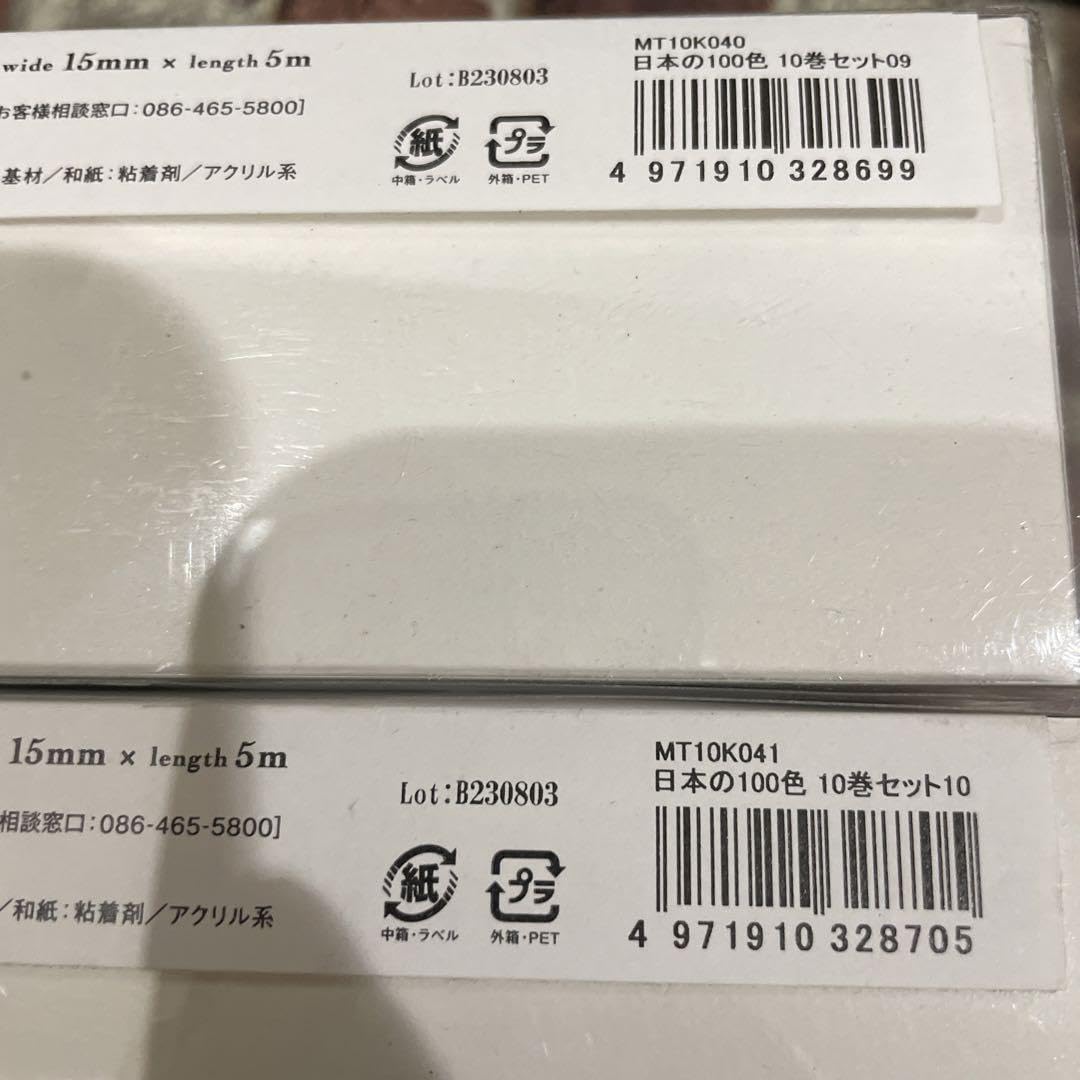 wide 15mm × length 5m
お客様相談窓口:086-465-5800]
基材/和紙:粘着剤/アクリル系
Lot:B230803
紙
中箱・ラベル
プラ
外箱・PET
MT10K040
日本の100色 10巻セット09
4 971910 328699
15mm × length 5m
相談窓口:086-465-5800]
/和紙:粘着剤/アクリル系
Lot:B230803
紙
中箱・ラベル
プラ
外箱・PET
MT10K041
日本の100色 10巻セット10
4 971910 328705